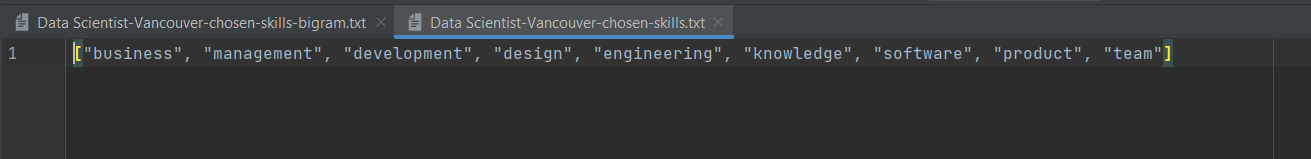 Data Scientist-Vancouver-chosen-skills-bigram.txt Data Scientist-Vancouver-chosen-skills.txt
1 ["business", "management", "development", "design", "engineering", "knowledge", "software", "product", "team"]